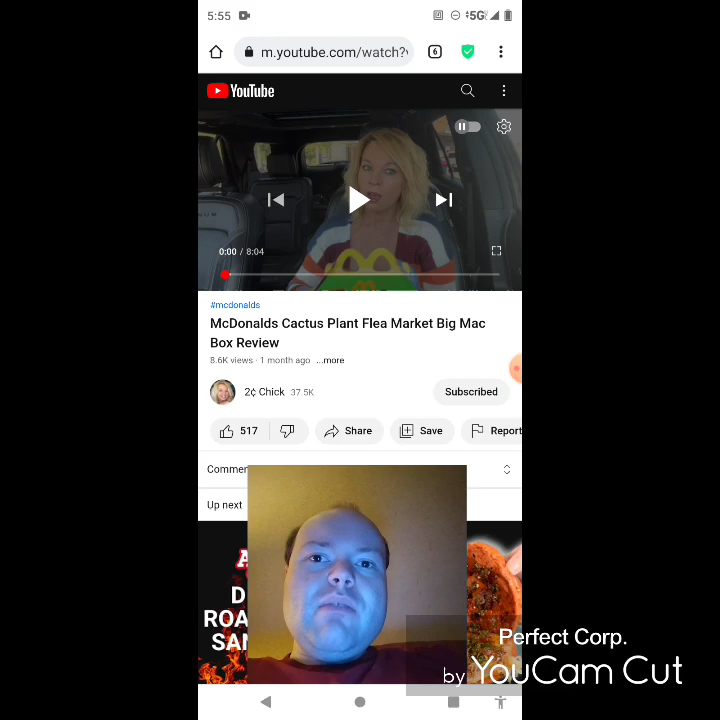 5:55
5G
m.youtube.com/watch?v
6
YouTube
0:00 / 8:04
#mcdonalds
McDonalds Cactus Plant Flea Market Big Mac
Box Review
8.6K views · 1 month ago ...more
2¢ Chick 37.5K
Subscribed
517
Share
Save
Report
Up next
Perfect Corp.
by YouCam Cut